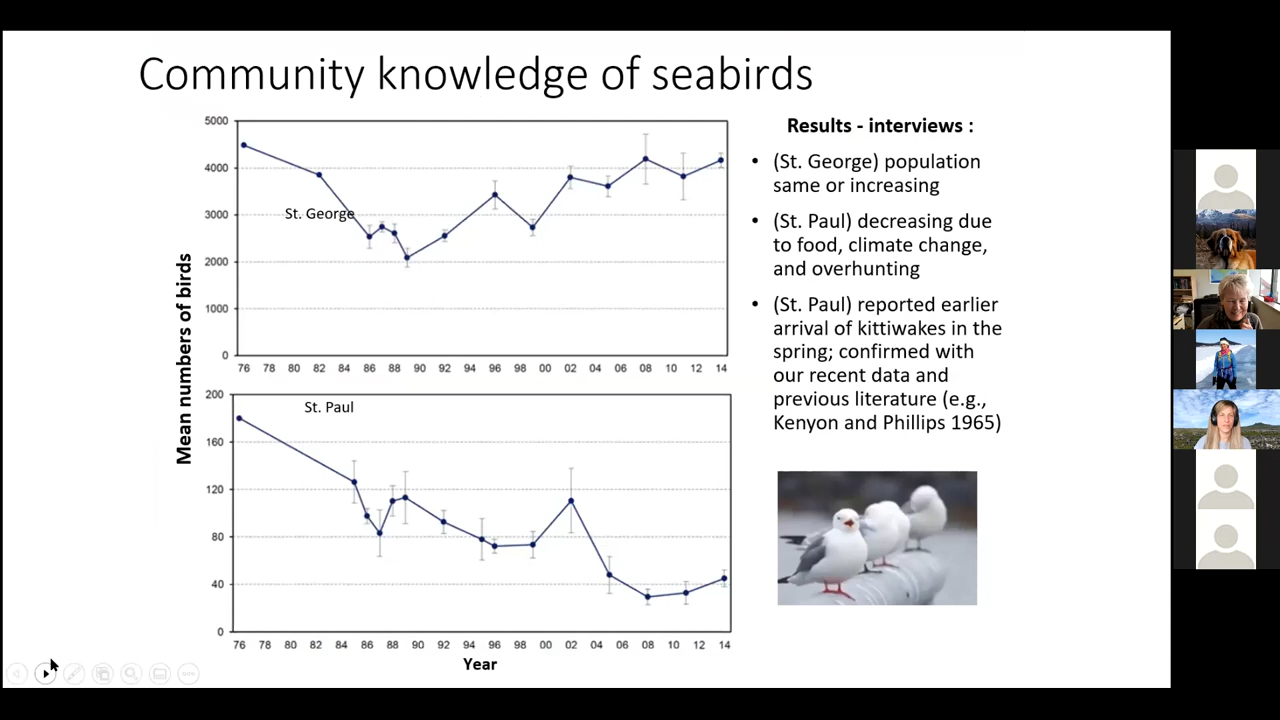 Community knowledge of seabirds
5000
4000
3000
2000
1000
0
St. George
76 78 80 82 84 86 88 90 92 94 96 98 00 02 04 06 08 10 12 14
Mean numbers of birds
200
160
120
80
40
0
St. Paul
76 78 80 82 84 86 88 90 92 94 96 98 00 02 04 06 08 10 12 14
Year
Results - interviews :
• (St. George) population
same or increasing
• (St. Paul) decreasing due
to food, climate change,
and overhunting
• (St. Paul) reported earlier
arrival of kittiwakes in the
spring; confirmed with
our recent data and
previous literature (e.g.,
Kenyon and Phillips 1965)